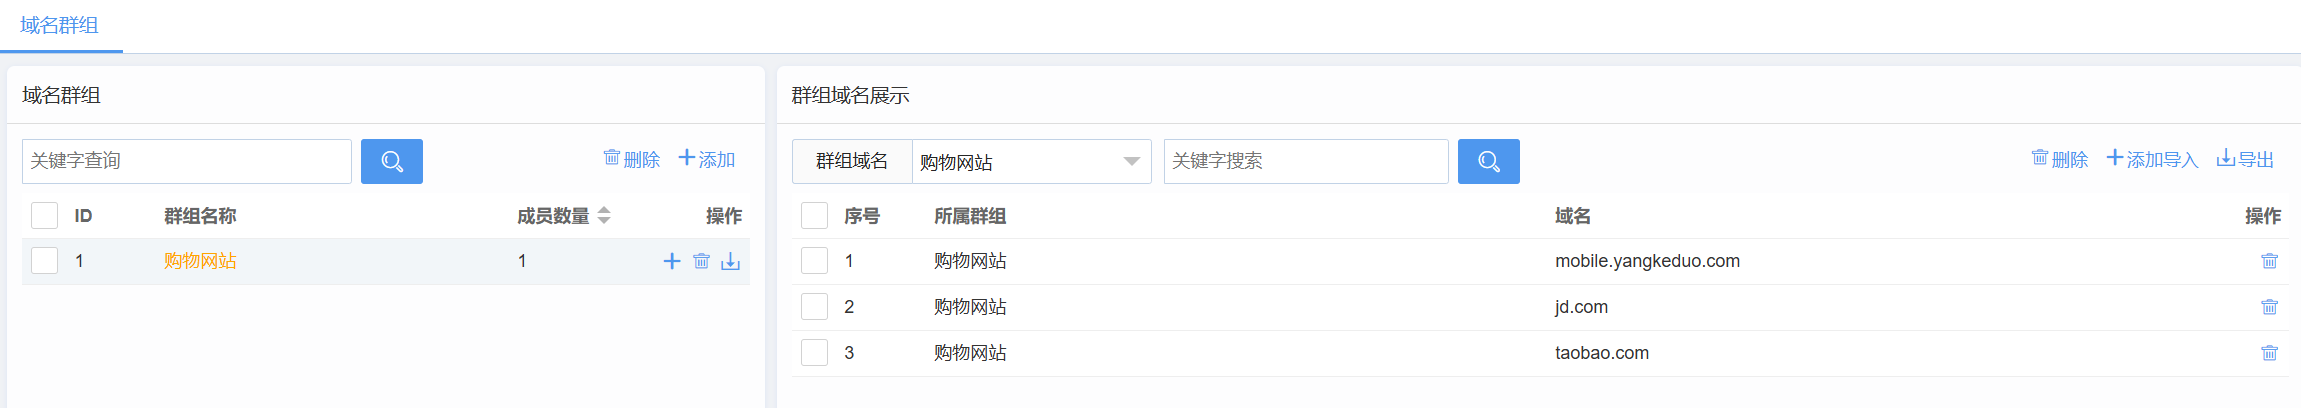 域名群组
域名群组
关键字查询 删除 添加
ID 群组名称 成员数量 操作
1 购物网站 1
群组域名展示
群组域名 购物网站 关键字搜索 删除 添加导入 导出
序号 所属群组 域名 操作
1 购物网站 mobile.yangkeduo.com
2 购物网站 jd.com
3 购物网站 taobao.com